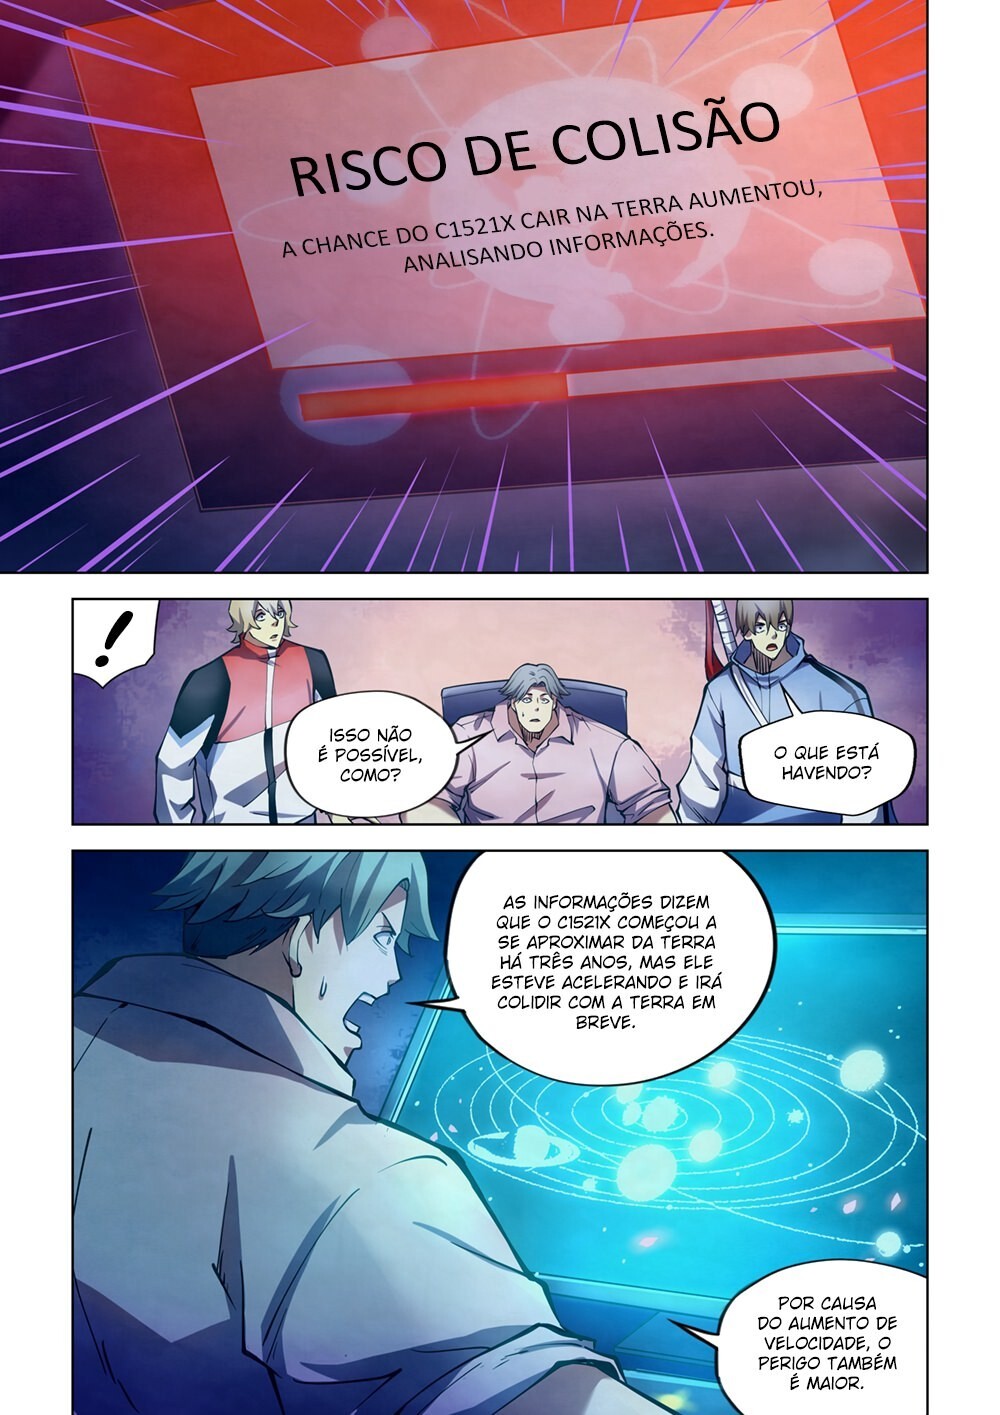 RISCO DE COLISÃO
A CHANCE DO C1521X CAIR NA TERRA AUMENTOU,
ANALISANDO INFORMAÇÕES.
!
ISSO NÃO
É POSSÍVEL,
COMO?
O QUE ESTÁ
HAVENDO?
AS INFORMAÇÕES DIZEM
QUE O C1521X COMEÇOU A
SE APROXIMAR DA TERRA
HÁ TRÊS ANOS, MAS ELE
ESTEVE ACELERANDO E IRÁ
COLIDIR COM A TERRA EM
BREVE.
POR CAUSA
DO AUMENTO DE
VELOCIDADE, O
PERIGO TAMBÉM
É MAIOR.